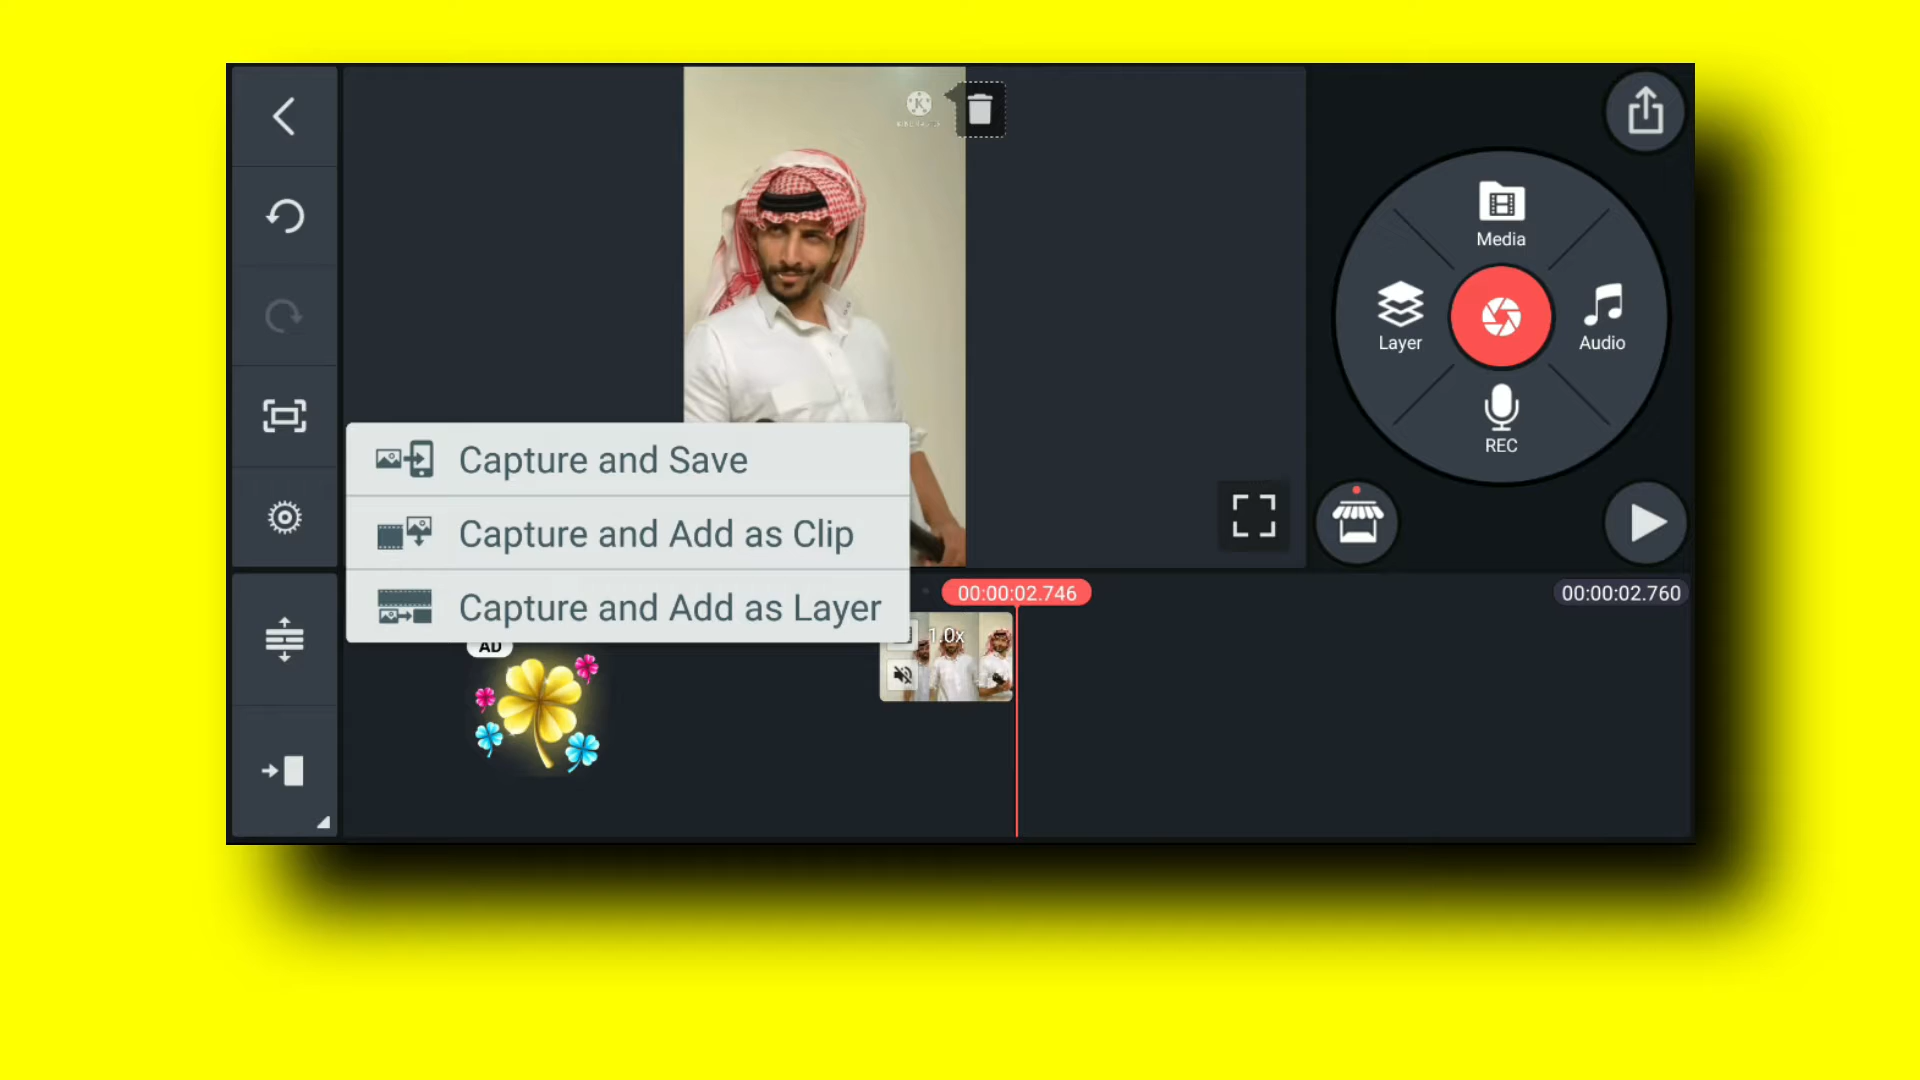 K
Media
Layer
Audio
REC
Capture and Save
Capture and Add as Clip
Capture and Add as Layer
00:00:02.746
00:00:02.760
1.0x
AD